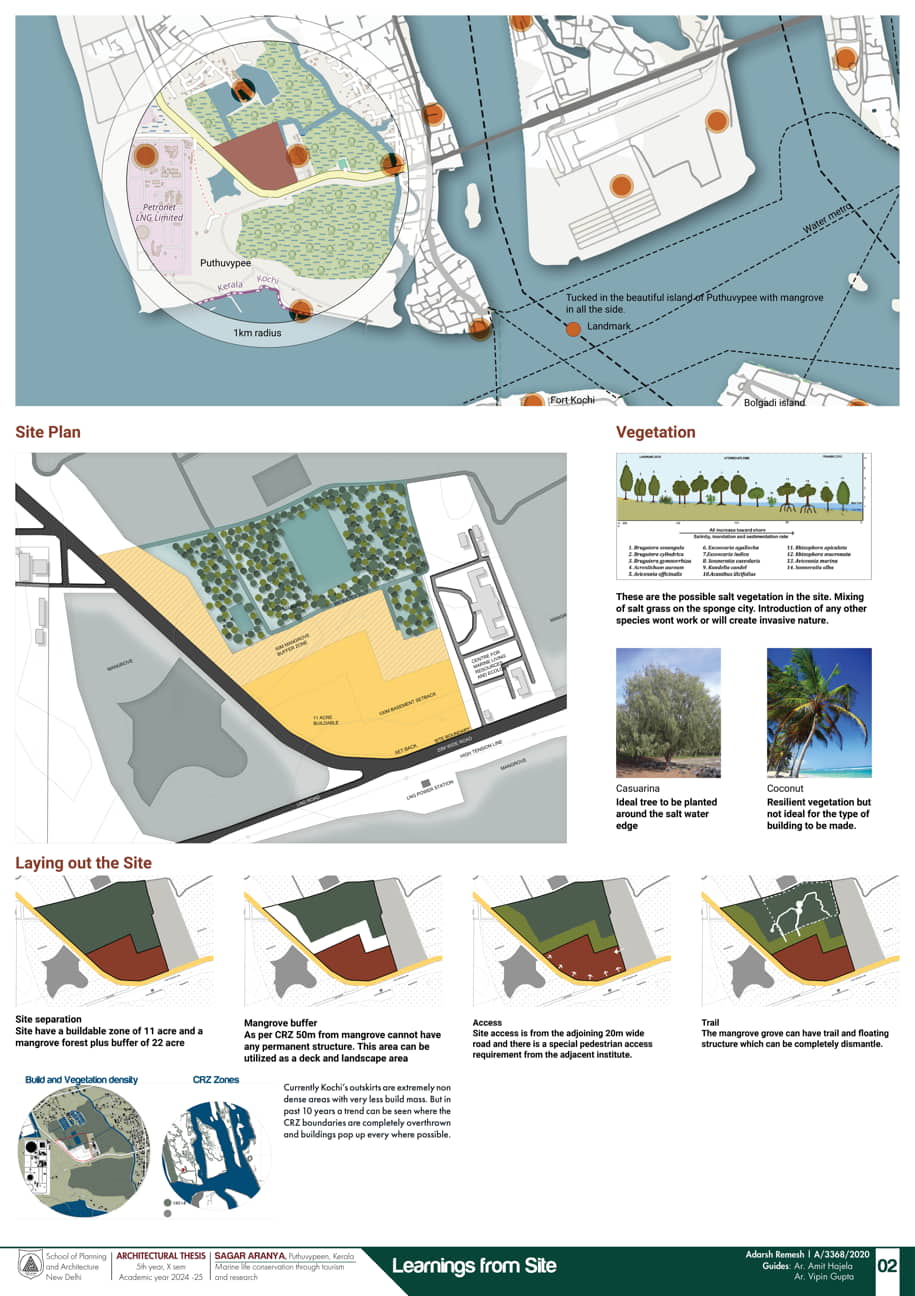 Petronet
LNG Limited
Puthuvypee
Kerala
Kochi
1km radius
Water metro
Tucked in the beautiful island of Puthuvypee with mangrove
in all the side.
Landmark
Fort Kochi
Bolgadi island
Site Plan
MANGROVE
50M MANGROVE
BUFFER ZONE
CENTRE FOR
MARINE LIVING
RESOURCES
AND ECOLOGY
11 ACRE
BUILDABLE
100M BASEMENT SETBACK
SET BACK
SITE BOUNDARY
20M WIDE ROAD
HIGH TENSION LINE
LNG ROAD
LNG POWER STATION
MANGROVE
Vegetation
All increase toward shore
Salinity, inundation and sedimentation rate
1. Bruguiera sexangula
2. Bruguiera cylindrica
3. Bruguiera gymnorrhiza
4. Acrostichum aureum
5. Avicennia officinalis
6. Excoecaria agallocha
7. Excoecaria indica
8. Sonneratia caseolaris
9. Kandelia candel
10. Acanthus ilicifolius
11. Rhizophora apiculata
12. Rhizophora mucronata
13. Avicennia marina
14. Sonneratia alba
These are the possible salt vegetation in the site. Mixing
of salt grass on the sponge city. Introduction of any other
species wont work or will create invasive nature.
Casuarina
Ideal tree to be planted
around the salt water
edge
Coconut
Resilient vegetation but
not ideal for the type of
building to be made.
Laying out the Site
Site separation
Site have a buildable zone of 11 acre and a
mangrove forest plus buffer of 22 acre
Mangrove buffer
As per CRZ 50m from mangrove cannot have
any permanent structure. This area can be
utilized as a deck and landscape area
Access
Site access is from the adjoining 20m wide
road and there is a special pedestrian access
requirement from the adjacent institute.
Trail
The mangrove grove can have trail and floating
structure which can be completely dismantle.
Build and Vegetation density
CRZ Zones
Currently Kochi's outskirts are extremely non
dense areas with very less build mass. But in
past 10 years a trend can be seen where the
CRZ boundaries are completely overthrown
and buildings pop up every where possible.
School of Planning
and Architecture
New Delhi
ARCHITECTURAL THESIS
5th year, X sem
Academic year 2024 -25
SAGAR ARANYA, Puthuvypeen, Kerala
Marine life conservation through tourism
and research
Learnings from Site
Adarsh Remesh | A/3368/2020
Guides: Ar. Amit Hajela
Ar. Vipin Gupta
02